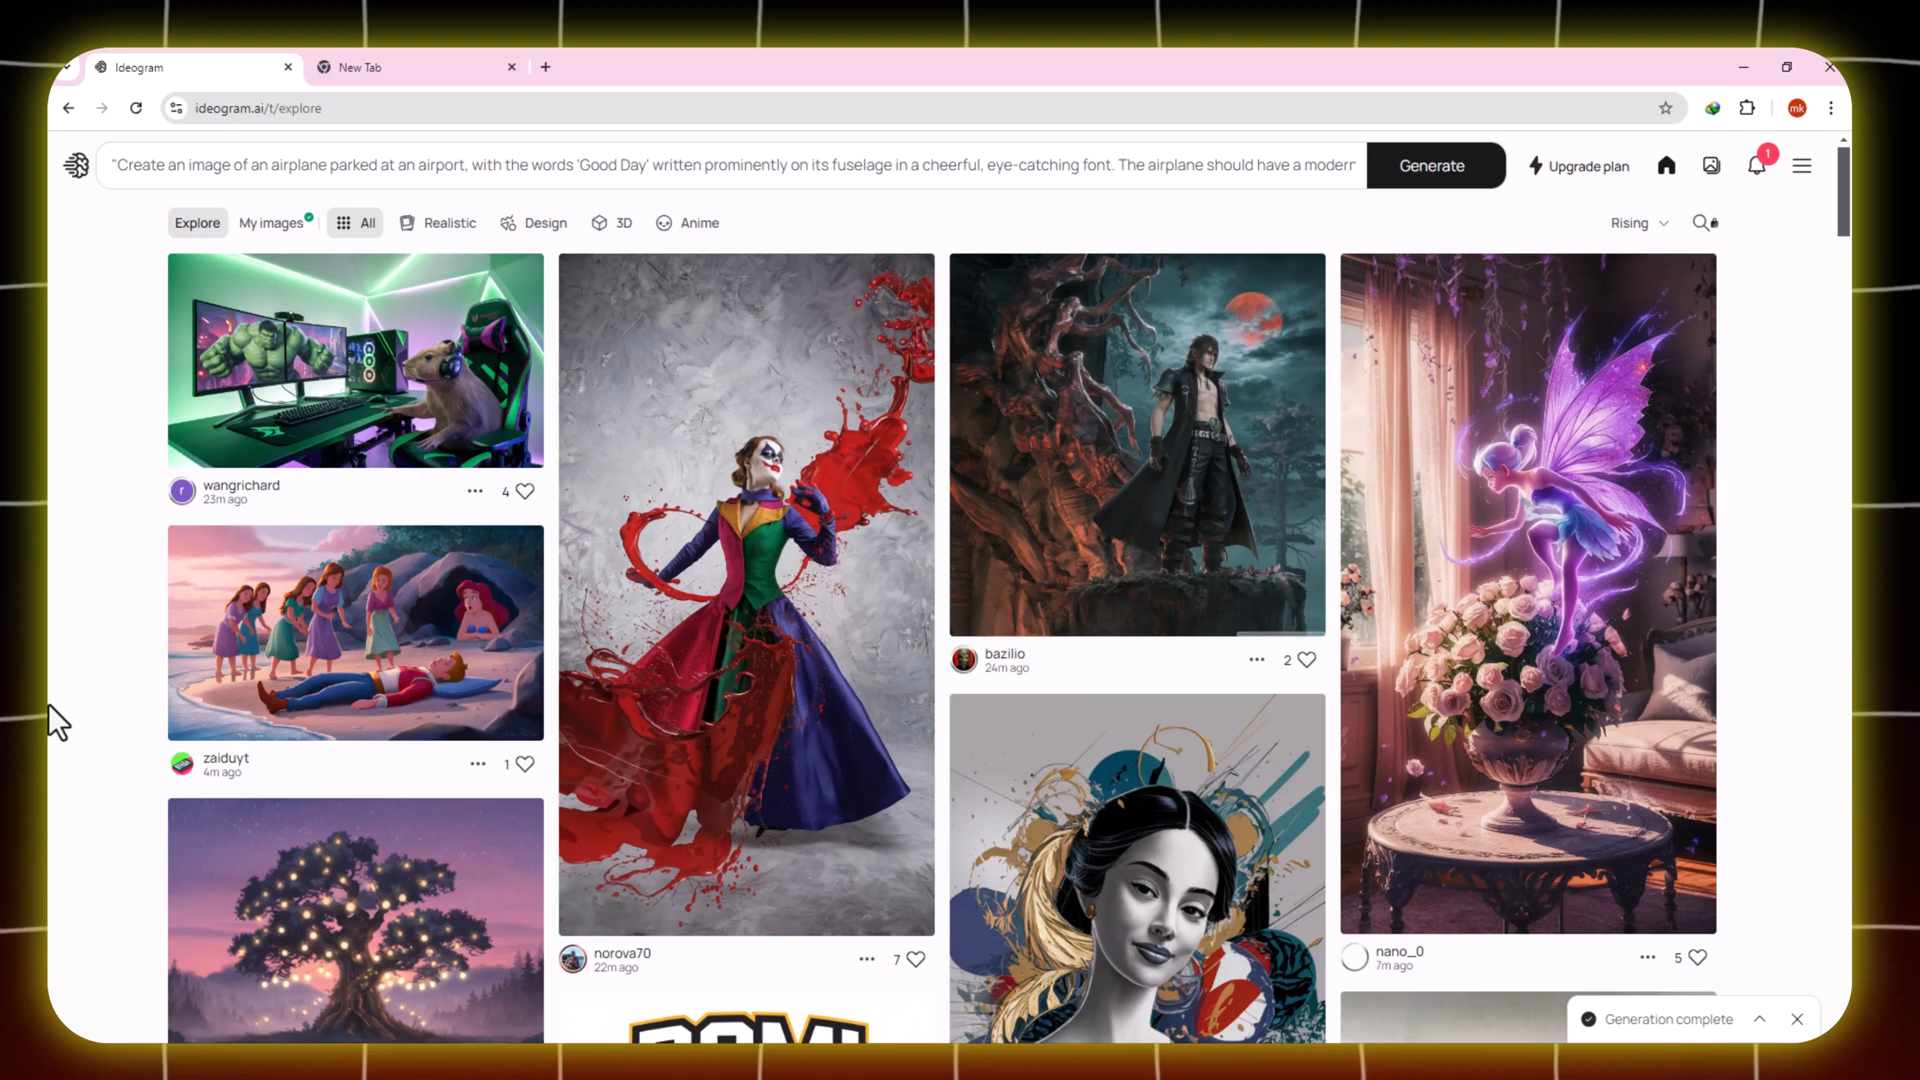 Ideogram
New Tab
ideogram.ai/t/explore
mk
"Create an image of an airplane parked at an airport, with the words 'Good Day' written prominently on its fuselage in a cheerful, eye-catching font. The airplane should have a modern
Generate
Upgrade plan
1
Explore
My images
All
Realistic
Design
3D
Anime
Rising
r
wangrichard
23m ago
4
zaiduyt
4m ago
1
norova70
22m ago
7
bazilio
24m ago
2
nano_0
7m ago
5
Generation complete